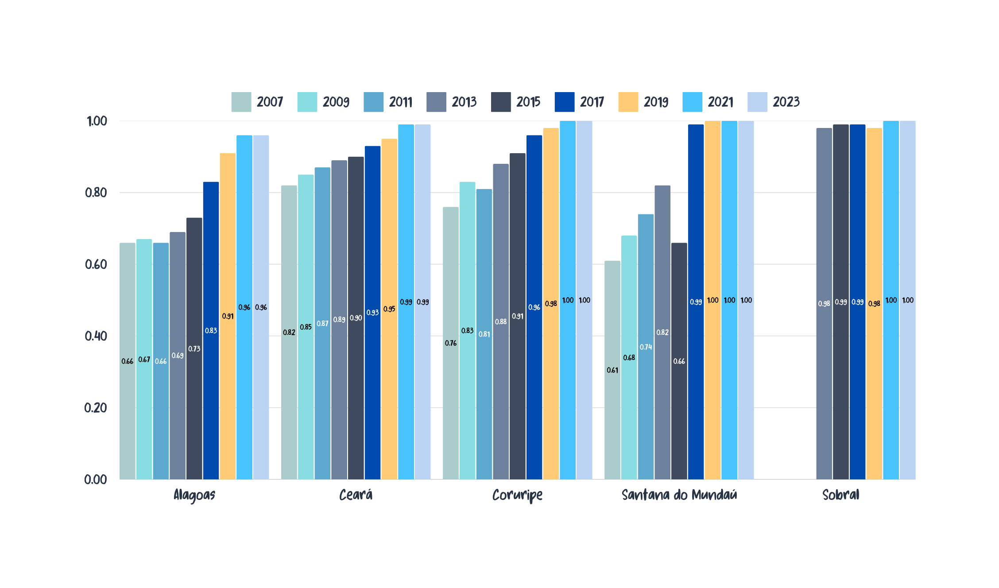 2007 2009 2011 2013 2015 2017 2019 2021 2023
1.00
0.80
0.60
0.40
0.20
0.00
0.66 0.67 0.66 0.69 0.73 0.83 0.91 0.96 0.96
0.82 0.85 0.87 0.89 0.90 0.93 0.95 0.99 0.99
0.76 0.83 0.81 0.88 0.91 0.96 0.98 1.00 1.00
0.61 0.68 0.74 0.82 0.66 0.99 1.00 1.00 1.00
0.98 0.99 0.99 0.98 1.00 1.00
Alagoas Ceará Coruripe Santana do Mundaú Sobral